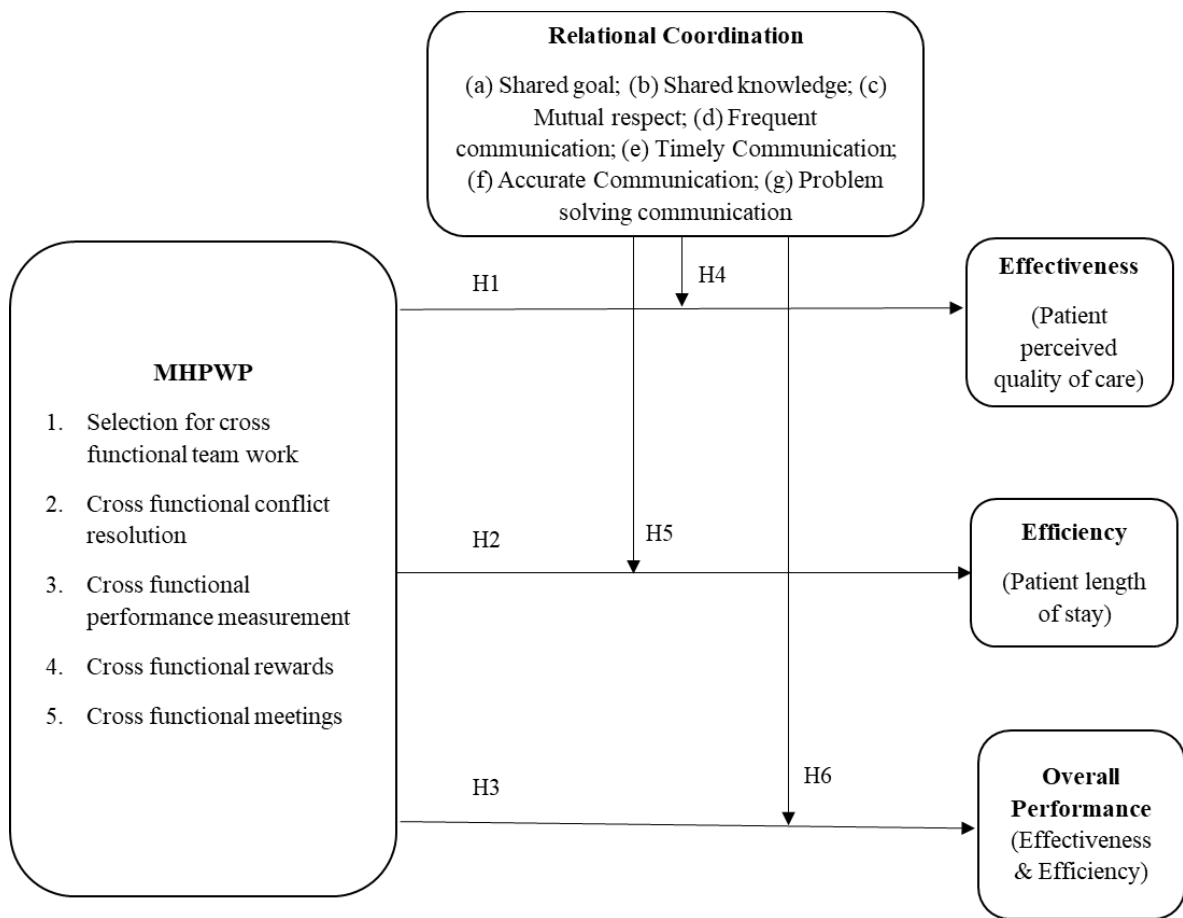 Relational Coordination
(a) Shared goal; (b) Shared knowledge; (c)
Mutual respect; (d) Frequent
communication; (e) Timely Communication;
(f) Accurate Communication; (g) Problem
solving communication
MHPWP
1. Selection for cross
functional team work
2. Cross functional conflict
resolution
3. Cross functional
performance measurement
4. Cross functional rewards
5. Cross functional meetings
H1
H4
H2
H5
H3
H6
Effectiveness
(Patient
perceived
quality of care)
Efficiency
(Patient length
of stay)
Overall
Performance
(Effectiveness
& Efficiency)